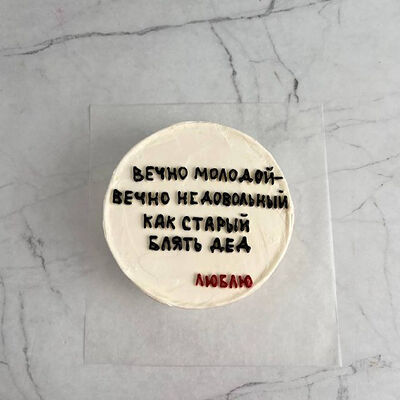 ВЕЧНО МОЛОДОЙ-
ВЕЧНО НЕДОВОЛЬНЫЙ
КАК СТАРЫЙ
БЛЯТЬ ДЕД
ЛЮБЛЮ